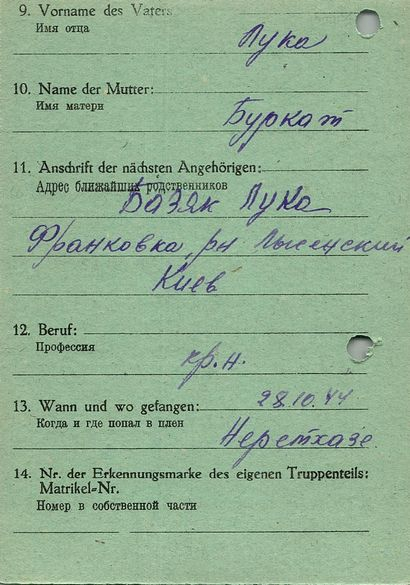 9. Vorname des Vaters:
Имя отца
Лука
10. Name der Mutter:
Имя матери
Буркат
11. Anschrift der nächsten Angehörigen:
Адрес ближайших родственников
Базяк Лука
Франковка, рн Лысенский
Киев
12. Beruf:
Профессия
кр.н.
13. Wann und wo gefangen: 28.10.44
Когда и где попал в плен
14. Nr. der Erkennungsmarke des eigenen Truppenteils:
Matrikel-Nr.
Номер в собственной части